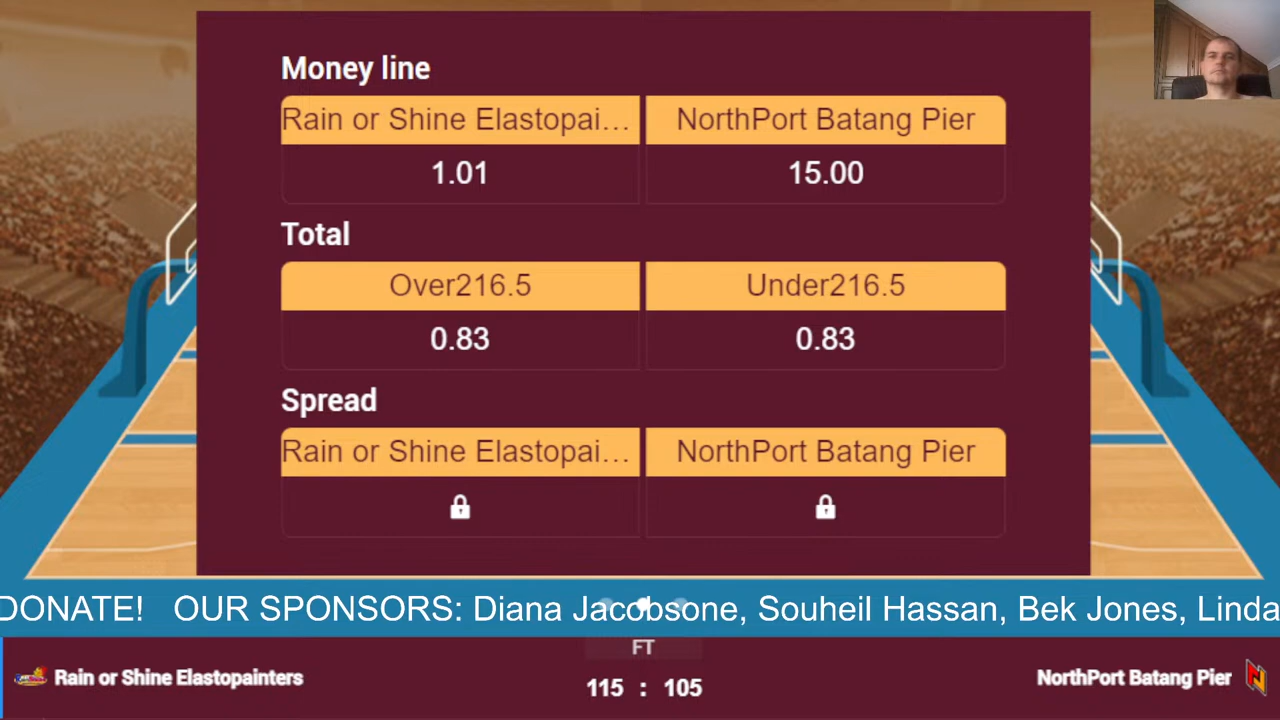 Money line
Rain or Shine Elastopai...
NorthPort Batang Pier
1.01
15.00
Total
Over216.5
Under216.5
0.83
0.83
Spread
Rain or Shine Elastopai...
NorthPort Batang Pier
DONATE! OUR SPONSORS: Diana Jacobsone, Souheil Hassan, Bek Jones, Linda
FT
Rain or Shine Elastopainters
115 : 105
NorthPort Batang Pier